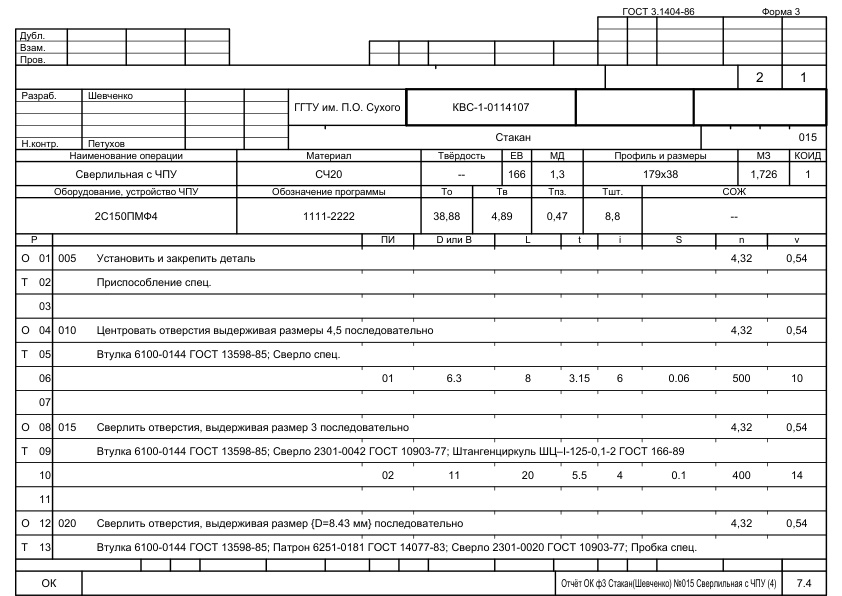 ГОСТ 3.1404-86 Форма 3
Дубл.
Взам.
Пров.
2 1
Разраб. Шевченко
ГГТУ им. П.О. Сухого КВС-1-0114107
Н.контр. Петухов
Стакан 015
Наименование операции Материал Твёрдость ЕВ МД Профиль и размеры МЗ КОИД
Сверлильная с ЧПУ СЧ20 -- 166 1,3 179х38 1,726 1
Оборудование, устройство ЧПУ Обозначение программы То Тв Тпз. Тшт. СОЖ
2С150ПМФ4 1111-2222 38,88 4,89 0,47 8,8 --
Р ПИ D или В L t i S n v
О 01 005 Установить и закрепить деталь 4,32 0,54
Т 02 Приспособление спец.
03
О 04 010 Центровать отверстия выдерживая размеры 4,5 последовательно 4,32 0,54
Т 05 Втулка 6100-0144 ГОСТ 13598-85; Сверло спец.
06 01 6.3 8 3.15 6 0.06 500 10
07
О 08 015 Сверлить отверстия, выдерживая размер 3 последовательно 4,32 0,54
Т 09 Втулка 6100-0144 ГОСТ 13598-85; Сверло 2301-0042 ГОСТ 10903-77; Штангенциркуль ШЦ–I-125-0,1-2 ГОСТ 166-89
10 02 11 20 5.5 4 0.1 400 14
11
О 12 020 Сверлить отверстия, выдерживая размер {D=8.43 мм} последовательно 4,32 0,54
Т 13 Втулка 6100-0144 ГОСТ 13598-85; Патрон 6251-0181 ГОСТ 14077-83; Сверло 2301-0020 ГОСТ 10903-77; Пробка спец.
ОК Отчёт ОК ф3 Стакан(Шевченко) №015 Сверлильная с ЧПУ (4) 7.4